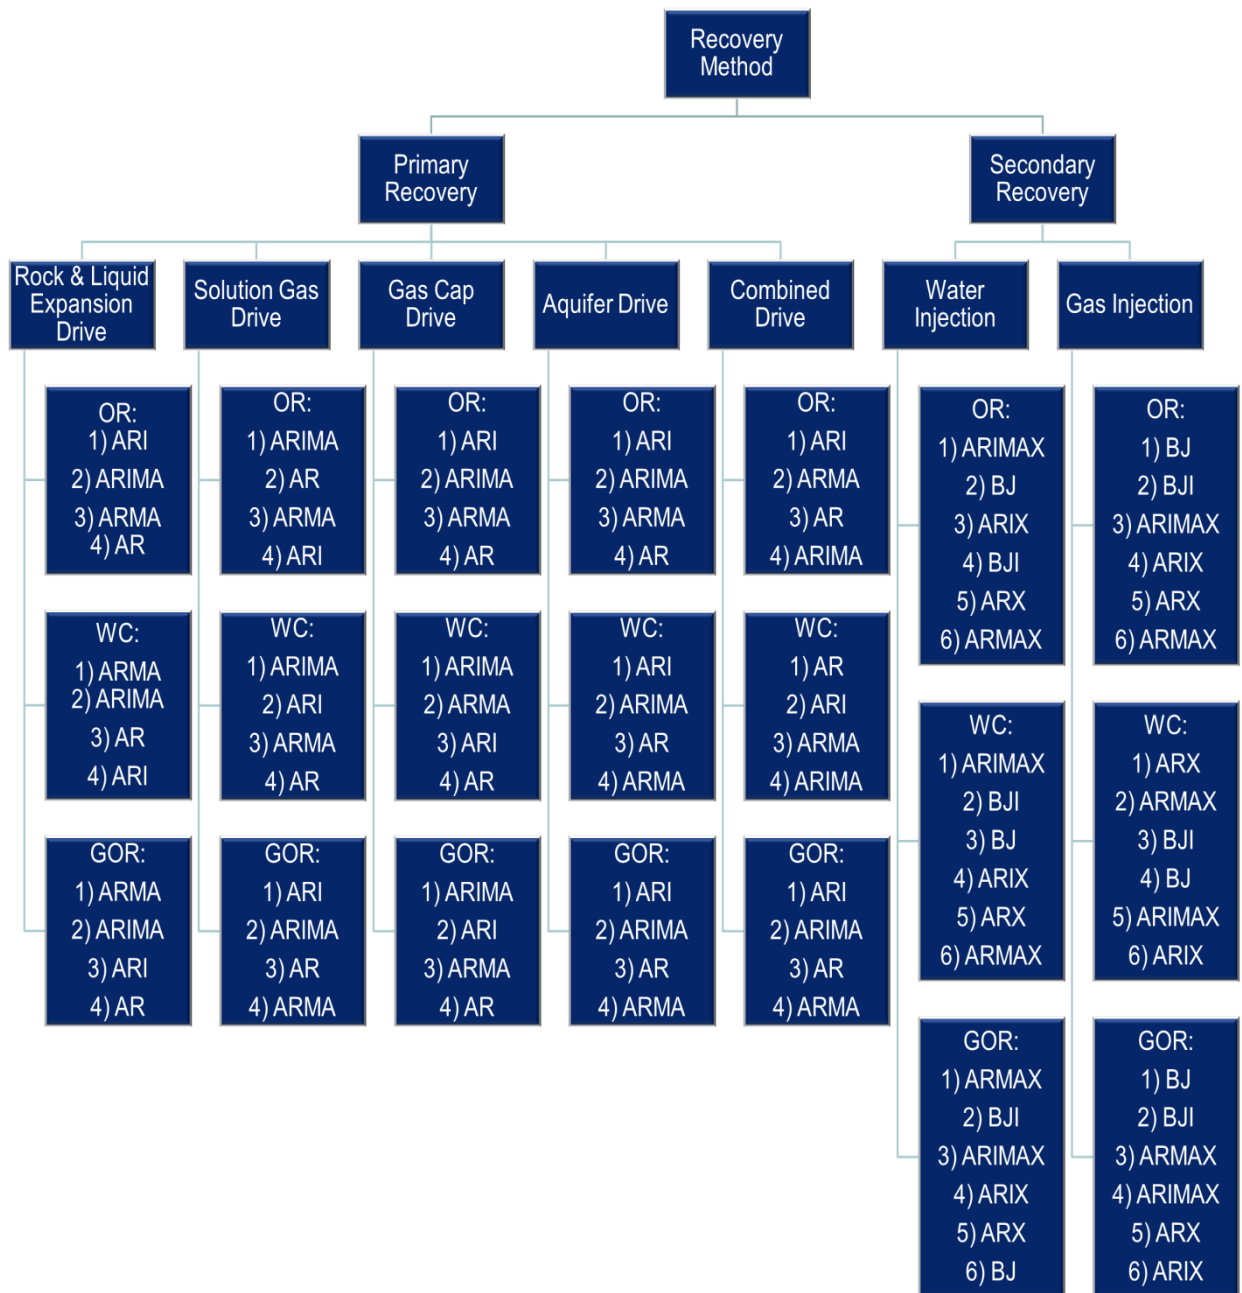 Recovery
Method
Primary
Recovery
Secondary
Recovery
Rock & Liquid
Expansion
Drive
Solution Gas
Drive
Gas Cap
Drive
Aquifer Drive
Combined
Drive
Water
Injection
Gas Injection
OR:
1) ARI
2) ARIMA
3) ARMA
4) AR
WC:
1) ARMA
2) ARIMA
3) AR
4) ARI
GOR:
1) ARMA
2) ARIMA
3) ARI
4) AR
OR:
1) ARIMA
2) AR
3) ARMA
4) ARI
WC:
1) ARIMA
2) ARI
3) ARMA
4) AR
GOR:
1) ARI
2) ARIMA
3) AR
4) ARMA
OR:
1) ARI
2) ARIMA
3) ARMA
4) AR
WC:
1) ARIMA
2) ARMA
3) ARI
4) AR
GOR:
1) ARIMA
2) ARI
3) ARMA
4) AR
OR:
1) ARI
2) ARIMA
3) ARMA
4) AR
WC:
1) ARI
2) ARIMA
3) AR
4) ARMA
GOR:
1) ARI
2) ARIMA
3) AR
4) ARMA
OR:
1) ARI
2) ARMA
3) AR
4) ARIMA
WC:
1) AR
2) ARI
3) ARMA
4) ARIMA
GOR:
1) ARI
2) ARIMA
3) AR
4) ARMA
OR:
1) ARIMAX
2) BJ
3) ARIX
4) BJI
5) ARX
6) ARMAX
WC:
1) ARIMAX
2) BJI
3) BJ
4) ARIX
5) ARX
6) ARMAX
GOR:
1) ARMAX
2) BJI
3) ARIMAX
4) ARIX
5) ARX
6) BJ
OR:
1) BJ
2) BJI
3) ARIMAX
4) ARIX
5) ARX
6) ARMAX
WC:
1) ARX
2) ARMAX
3) BJI
4) BJ
5) ARIMAX
6) ARIX
GOR:
1) BJ
2) BJI
3) ARMAX
4) ARIMAX
5) ARX
6) ARIX